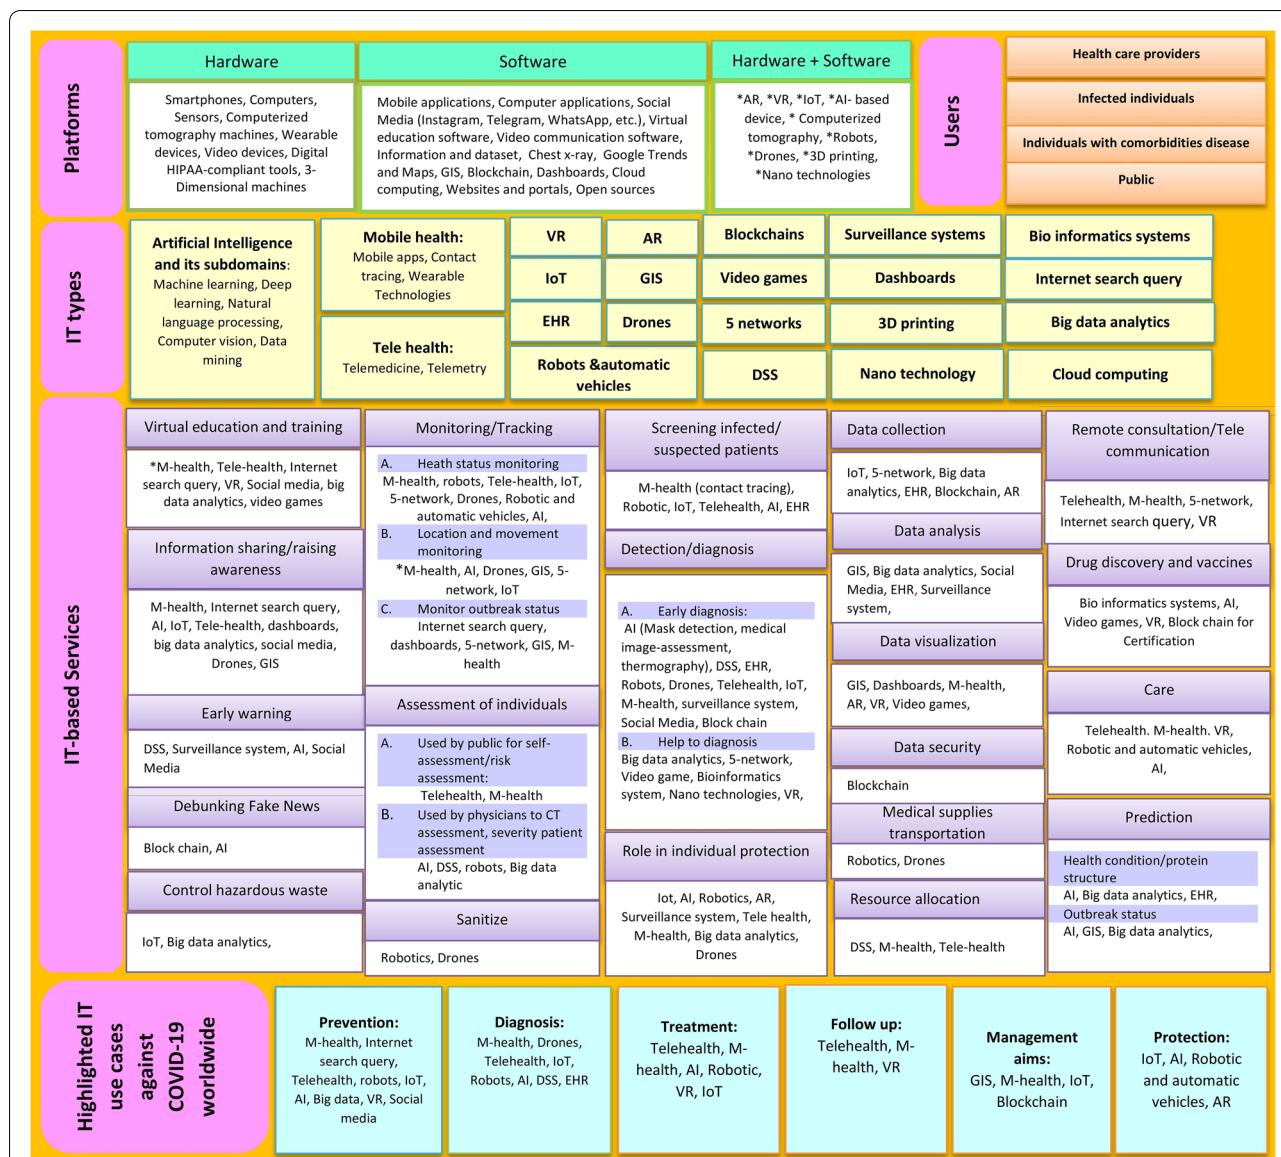 Platforms
Hardware
Smartphones, Computers,
Sensors, Computerized
tomography machines, Wearable
devices, Video devices, Digital
HIPAA-compliant tools, 3-
Dimensional machines
Software
Mobile applications, Computer applications, Social
Media (Instagram, Telegram, WhatsApp, etc.), Virtual
education software, Video communication software,
Information and dataset, Chest x-ray, Google Trends
and Maps, GIS, Blockchain, Dashboards, Cloud
computing, Websites and portals, Open sources
Hardware + Software
*AR, *VR, *IoT, *AI- based
device, * Computerized
tomography, *Robots,
*Drones, *3D printing,
*Nano technologies
Users
Health care providers
Infected individuals
Individuals with comorbidities disease
Public
IT types
Artificial Intelligence
and its subdomains:
Machine learning, Deep
learning, Natural
language processing,
Computer vision, Data
mining
Mobile health:
Mobile apps, Contact
tracing, Wearable
Technologies
Tele health:
Telemedicine, Telemetry
VR
AR
IoT
GIS
EHR
Drones
Robots &automatic
vehicles
Blockchains
Video games
5 networks
DSS
Surveillance systems
Dashboards
3D printing
Nano technology
Bio informatics systems
Internet search query
Big data analytics
Cloud computing
IT-based Services
Virtual education and training
*M-health, Tele-health, Internet
search query, VR, Social media, big
data analytics, video games
Information sharing/raising
awareness
M-health, Internet search query,
AI, IoT, Tele-health, dashboards,
big data analytics, social media,
Drones, GIS
Early warning
DSS, Surveillance system, AI, Social
Media
Debunking Fake News
Block chain, AI
Control hazardous waste
IoT, Big data analytics,
Monitoring/Tracking
A. Heath status monitoring
M-health, robots, Tele-health, IoT,
5-network, Drones, Robotic and
automatic vehicles, AI,
B. Location and movement
monitoring
*M-health, AI, Drones, GIS, 5-
network, IoT
C. Monitor outbreak status
Internet search query,
dashboards, 5-network, GIS, M-
health
Assessment of individuals
A. Used by public for self-
assessment/risk
assessment:
Telehealth, M-health
B. Used by physicians to CT
assessment, severity patient
assessment
AI, DSS, robots, Big data
analytic
Sanitize
Robotics, Drones
Screening infected/
suspected patients
M-health (contact tracing),
Robotic, IoT, Telehealth, AI, EHR
Detection/diagnosis
A. Early diagnosis:
AI (Mask detection, medical
image-assessment,
thermography), DSS, EHR,
Robots, Drones, Telehealth, IoT,
M-health, surveillance system,
Social Media, Block chain
B. Help to diagnosis
Big data analytics, 5-network,
Video game, Bioinformatics
system, Nano technologies, VR,
Role in individual protection
Iot, AI, Robotics, AR,
Surveillance system, Tele health,
M-health, Big data analytics,
Drones
Data collection
IoT, 5-network, Big data
analytics, EHR, Blockchain, AR
Data analysis
GIS, Big data analytics, Social
Media, EHR, Surveillance
system,
Data visualization
GIS, Dashboards, M-health,
AR, VR, Video games,
Data security
Blockchain
Medical supplies
transportation
Robotics, Drones
Resource allocation
DSS, M-health, Tele-health
Remote consultation/Tele
communication
Telehealth, M-health, 5-network,
Internet search query, VR
Drug discovery and vaccines
Bio informatics systems, AI,
Video games, VR, Block chain for
Certification
Care
Telehealth. M-health. VR,
Robotic and automatic vehicles,
AI,
Prediction
Health condition/protein
structure
AI, Big data analytics, EHR,
Outbreak status
AI, GIS, Big data analytics,
Highlighted IT
use cases
against
COVID-19
worldwide
Prevention:
M-health, Internet
search query,
Telehealth, robots, IoT,
AI, Big data, VR, Social
media
Diagnosis:
M-health, Drones,
Telehealth, IoT,
Robots, AI, DSS, EHR
Treatment:
Telehealth, M-
health, AI, Robotic,
VR, IoT
Follow up:
Telehealth, M-
health, VR
Management
aims:
GIS, M-health, IoT,
Blockchain
Protection:
IoT, AI, Robotic
and automatic
vehicles, AR